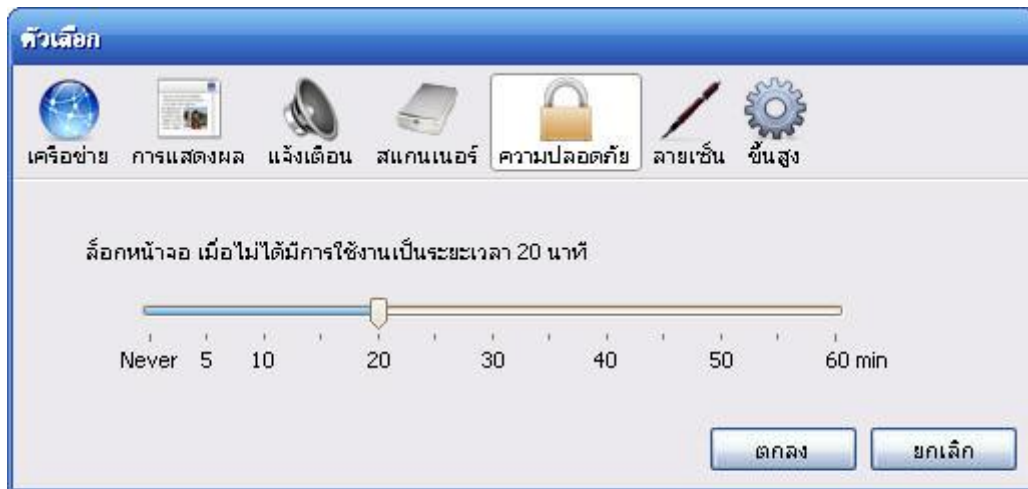 ตัวเลือก
เครือข่าย การแสดงผล แจ้งเตือน สแกนเนอร์ ความปลอดภัย ลายเซ็น ขั้นสูง
ล็อกหน้าจอ เมื่อไม่ได้มีการใช้งานเป็นระยะเวลา 20 นาที
Never 5 10 20 30 40 50 60 min
ตกลง ยกเลิก